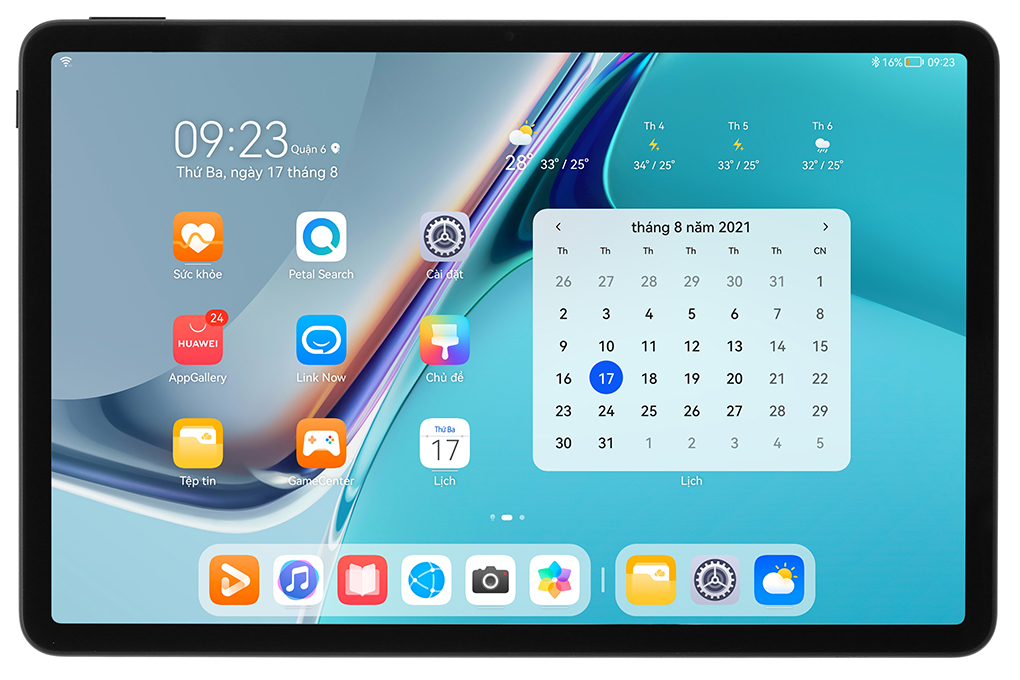 16% 09:23
09:23 Quận 6
Thứ Ba, ngày 17 tháng 8
28° 33° / 25°
Th 4
34° / 25°
Th 5
33° / 25°
Th 6
32° / 25°
Sức khỏe
Petal Search
Cài đặt
24
HUAWEI
AppGallery
Link Now
Chủ đề
Tệp tin
GameCenter
Thứ Ba
17
Lịch
tháng 8 năm 2021
Th Th Th Th Th Th CN
26 27 28 29 30 31 1
2 3 4 5 6 7 8
9 10 11 12 13 14 15
16 17 18 19 20 21 22
23 24 25 26 27 28 29
30 31 1 2 3 4 5
Lịch